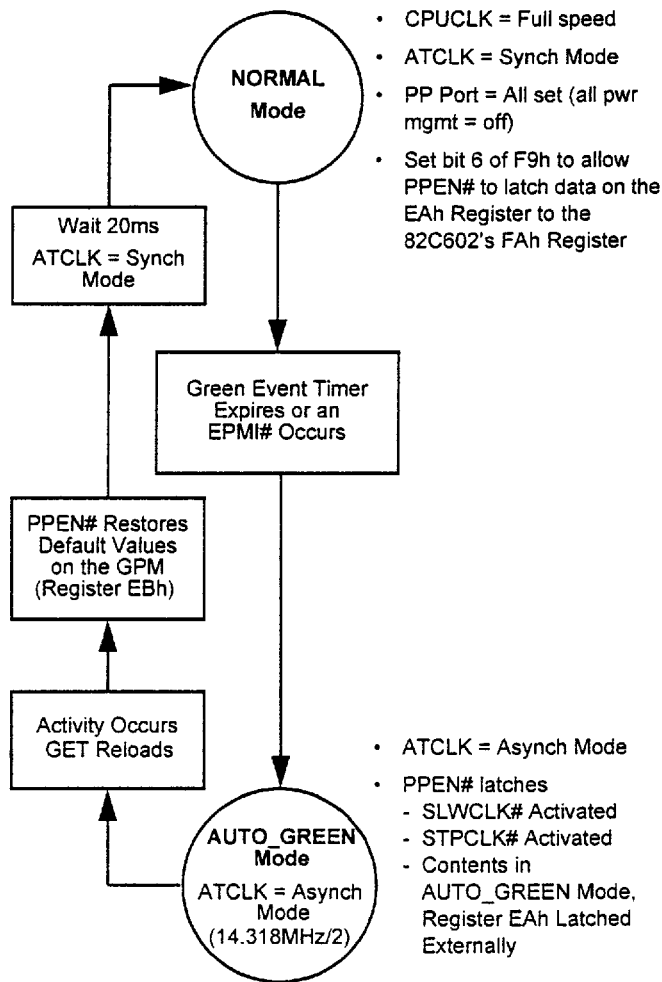 NORMAL
Mode
• CPUCLK = Full speed
• ATCLK = Synch Mode
• PP Port = All set (all pwr
mgmt = off)
• Set bit 6 of F9h to allow
PPEN# to latch data on the
EAh Register to the
82C602's FAh Register
Wait 20ms
ATCLK = Synch
Mode
Green Event Timer
Expires or an
EPMI# Occurs
PPEN# Restores
Default Values
on the GPM
(Register EBh)
Activity Occurs
GET Reloads
AUTO_GREEN
Mode
ATCLK = Asynch
Mode
(14.318MHz/2)
• ATCLK = Asynch Mode
• PPEN# latches
- SLWCLK# Activated
- STPCLK# Activated
- Contents in
AUTO_GREEN Mode,
Register EAh Latched
Externally